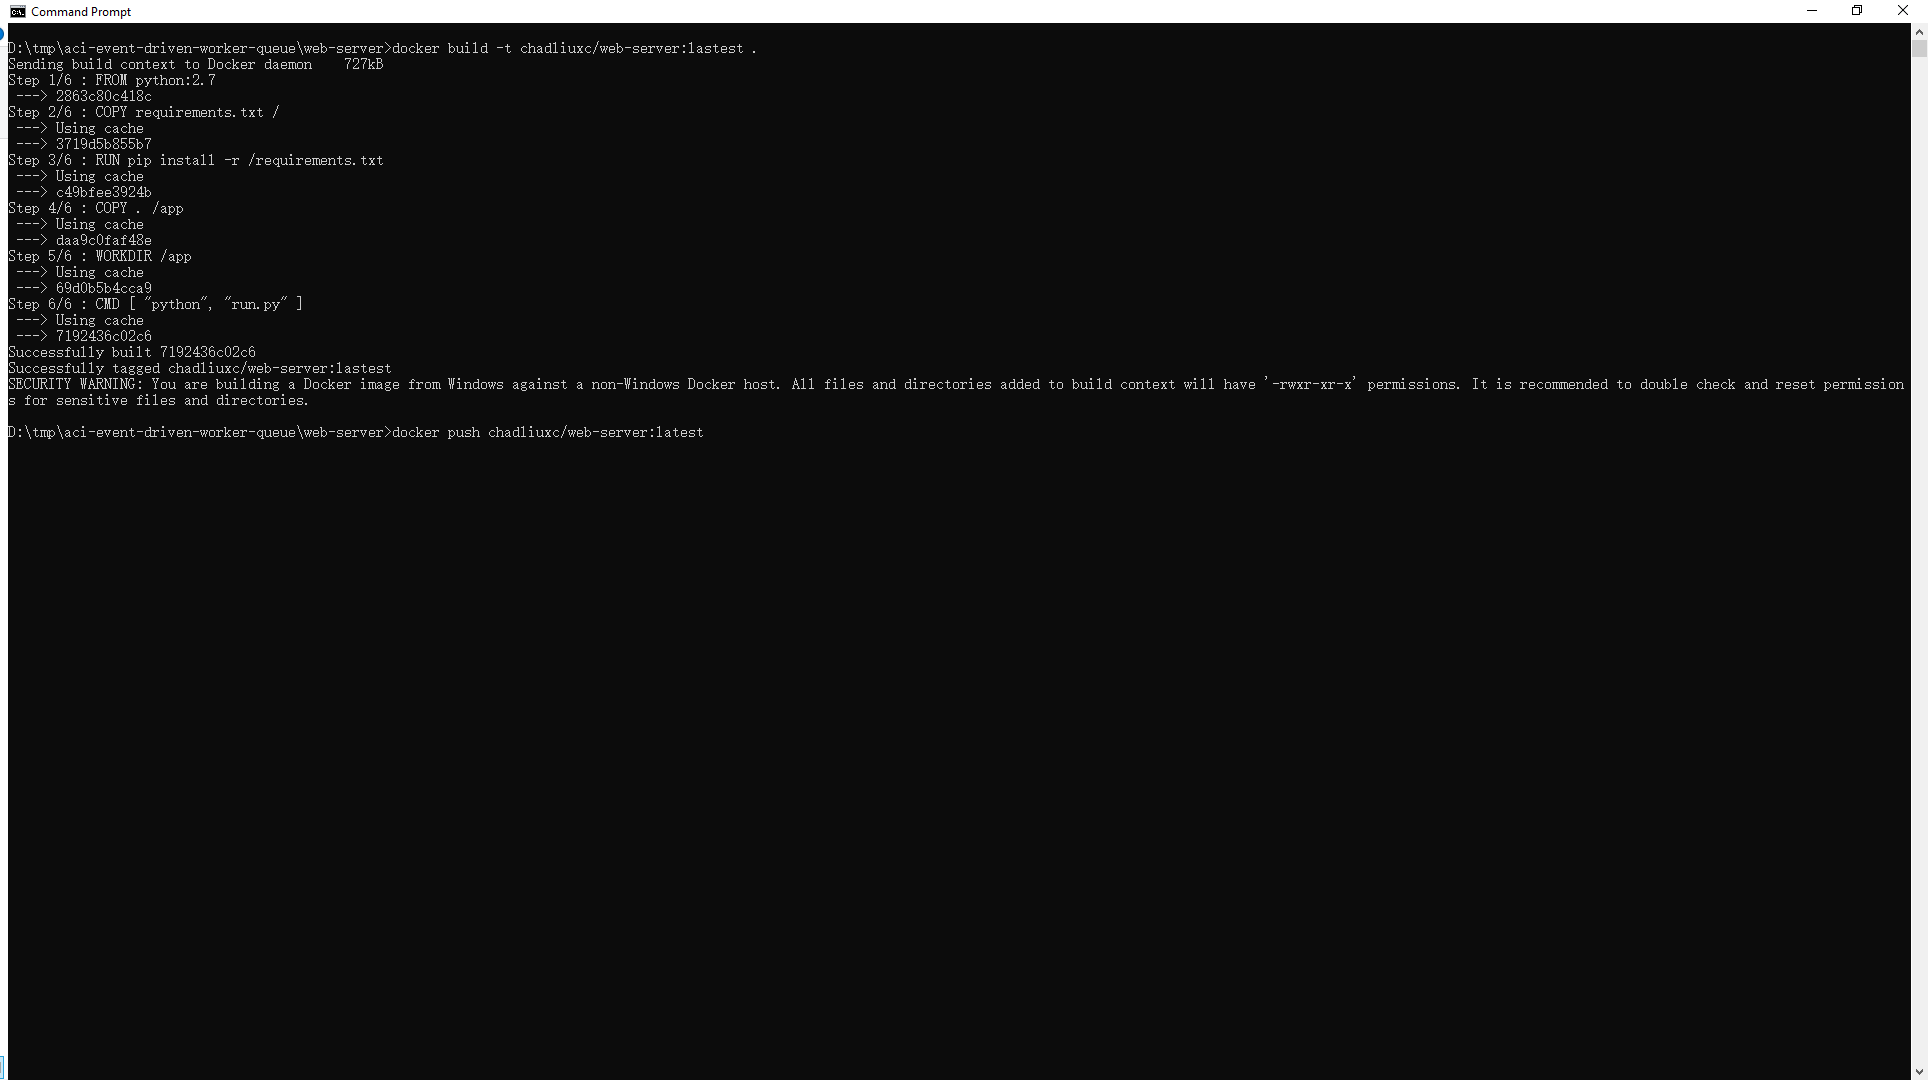 Command Prompt
D:\tmp\aci-event-driven-worker-queue\web-server>docker build -t chadliuxc/web-server:lastest .
Sending build context to Docker daemon    727kB
Step 1/6 : FROM python:2.7
 ---> 2863c80c418c
Step 2/6 : COPY requirements.txt /
 ---> Using cache
 ---> 3719d5b855b7
Step 3/6 : RUN pip install -r /requirements.txt
 ---> Using cache
 ---> c49bfee3924b
Step 4/6 : COPY . /app
 ---> Using cache
 ---> daa9c0faf48e
Step 5/6 : WORKDIR /app
 ---> Using cache
 ---> 69d0b5b4cca9
Step 6/6 : CMD [ "python", "run.py" ]
 ---> Using cache
 ---> 7192436c02c6
Successfully built 7192436c02c6
Successfully tagged chadliuxc/web-server:lastest
SECURITY WARNING: You are building a Docker image from Windows against a non-Windows Docker host. All files and directories added to build context will have '-rwxr-xr-x' permissions. It is recommended to double check and reset permission
s for sensitive files and directories.
D:\tmp\aci-event-driven-worker-queue\web-server>docker push chadliuxc/web-server:latest